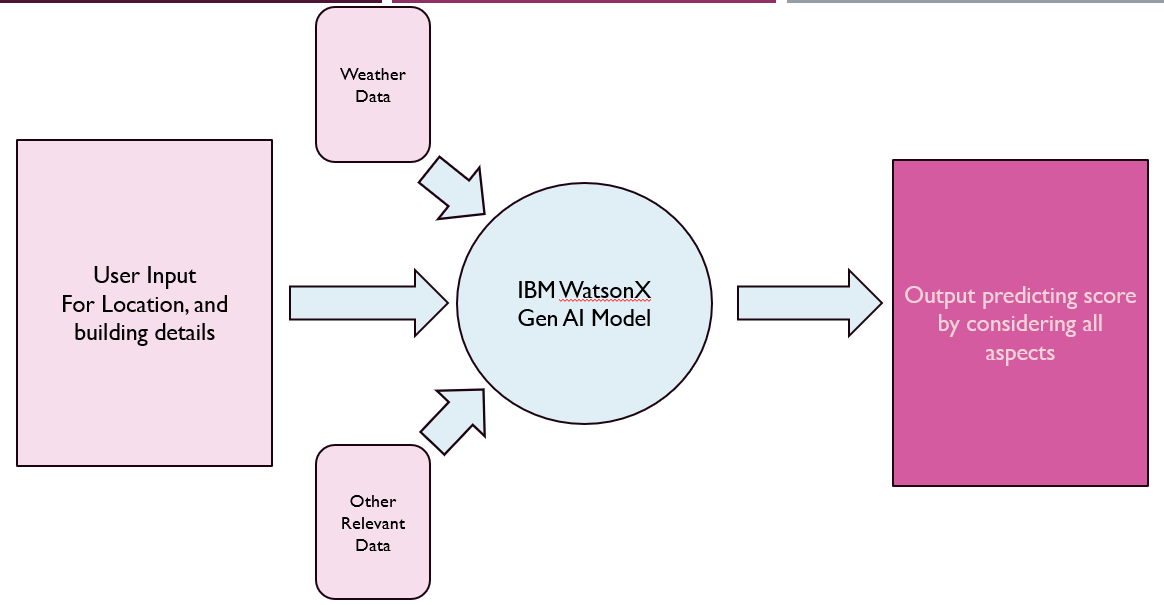 Weather
Data
User Input
For Location, and
building details
IBM WatsonX
Gen AI Model
Output predicting score
by considering all
aspects
Other
Relevant
Data